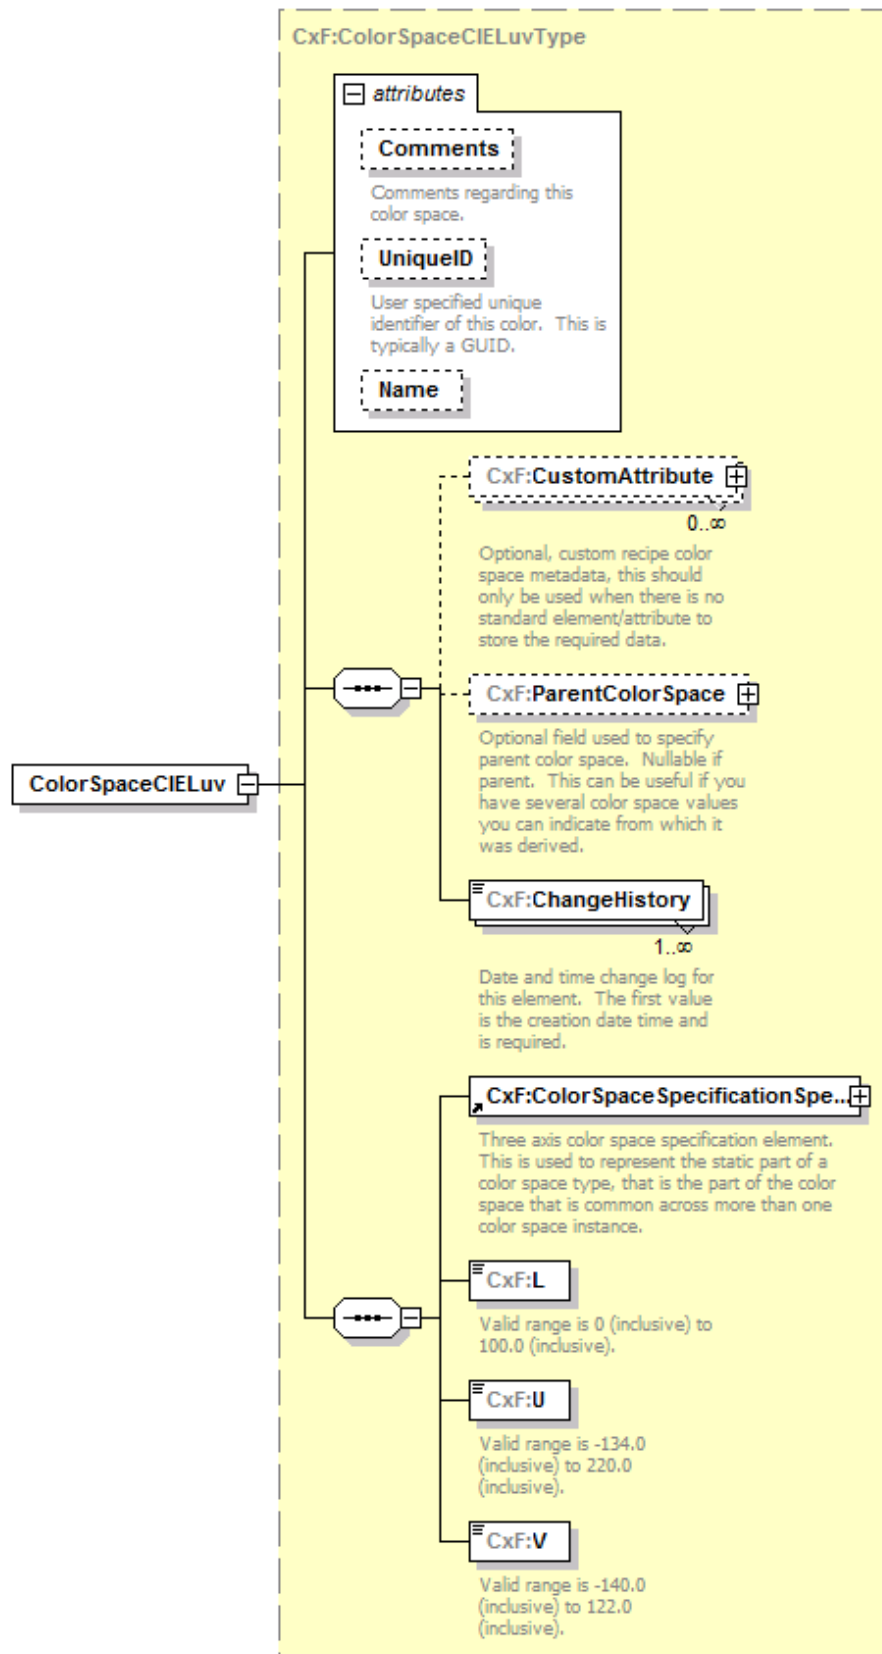 CxF:ColorSpaceCIELuvType
attributes
Comments
Comments regarding this
color space.
UniqueID
User specified unique
identifier of this color.  This is
typically a GUID.
Name
CxF:CustomAttribute
0..∞
Optional, custom recipe color
space metadata, this should
only be used when there is no
standard element/attribute to
store the required data.
CxF:ParentColorSpace
Optional field used to specify
parent color space.  Nullable if
parent.  This can be useful if you
have several color space values
you can indicate from which it
was derived.
ColorSpaceCIELuv
CxF:ChangeHistory
1..∞
Date and time change log for
this element.  The first value
is the creation date time and
is required.
CxF:ColorSpaceSpecificationSpe...
Three axis color space specification element.
This is used to represent the static part of a
color space type, that is the part of the color
space that is common across more than one
color space instance.
CxF:L
Valid range is 0 (inclusive) to
100.0 (inclusive).
CxF:U
Valid range is -134.0
(inclusive) to 220.0
(inclusive).
CxF:V
Valid range is -140.0
(inclusive) to 122.0
(inclusive).